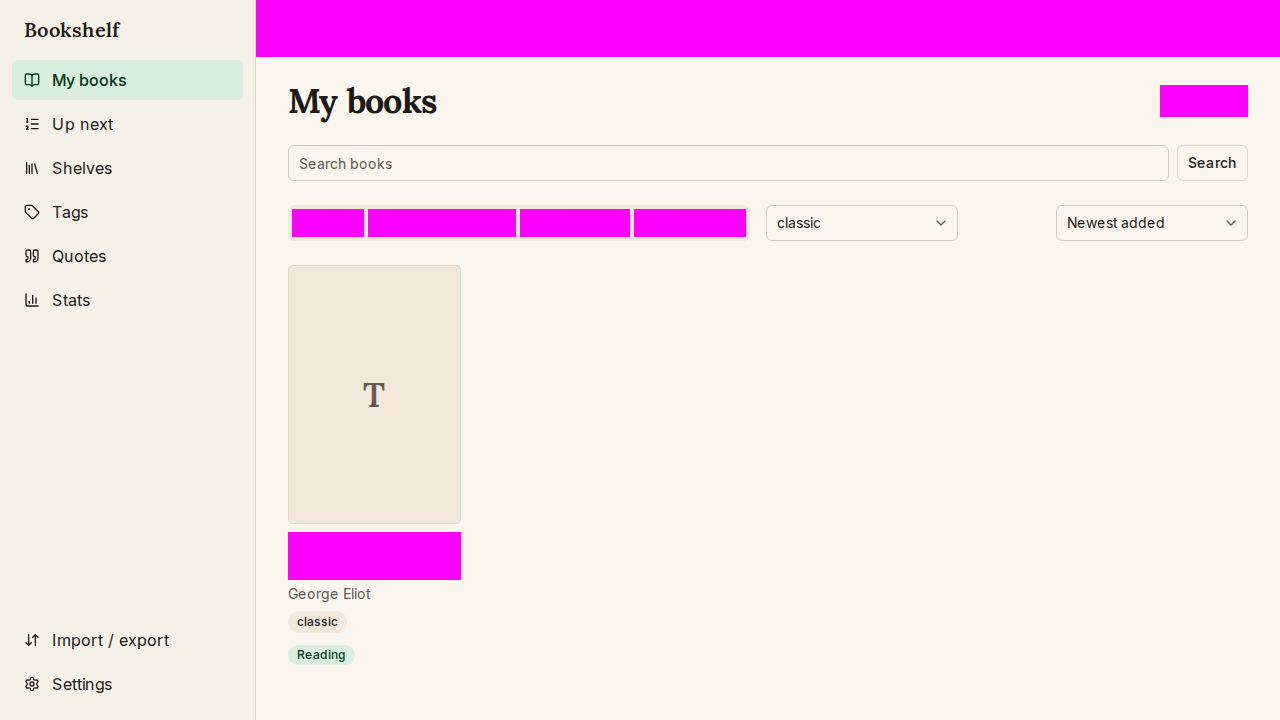 Bookshelf
My books
Up next
Shelves
Tags
Quotes
Stats
Import / export
Settings
My books
Search books
Search
classic
Newest added
T
George Eliot
classic
Reading